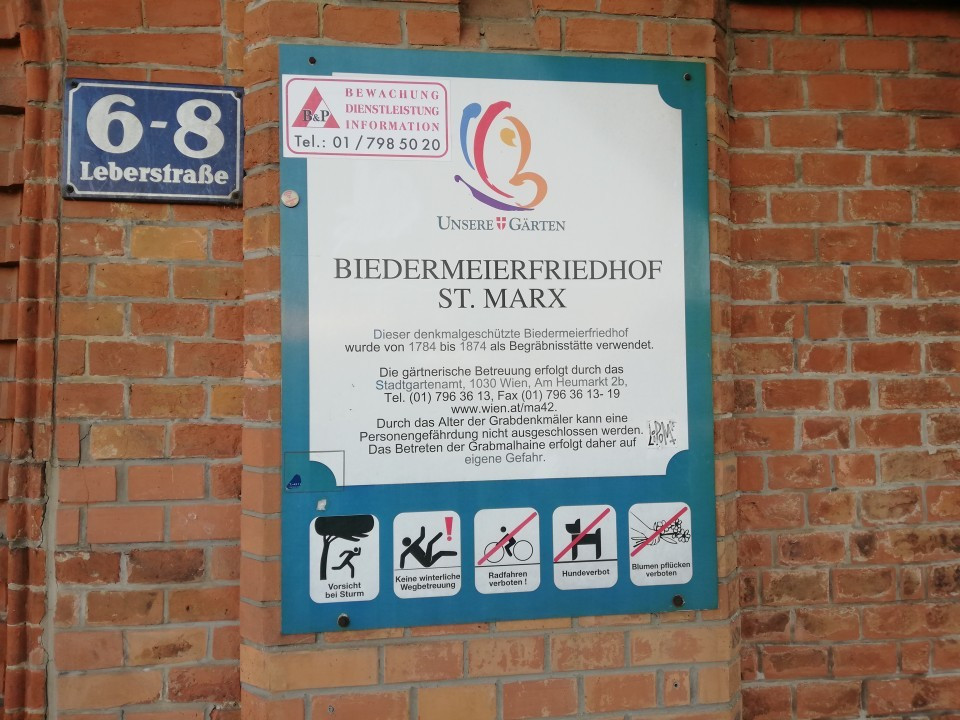 6-8
Leberstraße
B&P
BEWACHUNG
DIENSTLEISTUNG
INFORMATION
Tel.: 01 / 798 50 20
UNSERE GÄRTEN
BIEDERMEIERFRIEDHOF
ST. MARX
Dieser denkmalgeschützte Biedermeierfriedhof
wurde von 1784 bis 1874 als Begräbnisstätte verwendet.
Die gärtnerische Betreuung erfolgt durch das
Stadtgartenamt, 1030 Wien, Am Heumarkt 2b,
Tel. (01) 796 36 13, Fax (01) 796 36 13- 19
www.wien.at/ma42.
Durch das Alter der Grabdenkmäler kann eine
Personengefährdung nicht ausgeschlossen werden.
Das Betreten der Grabmalhaine erfolgt daher auf
eigene Gefahr.
Vorsicht
bei Sturm
Keine winterliche
Wegbetreuung
Radfahren
verboten !
Hundeverbot
Blumen pflücken
verboten